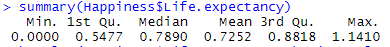 > summary(Happiness$Life.expectancy)
Min. 1st Qu. Median Mean 3rd Qu. Max.
0.0000 0.5477 0.7890 0.7252 0.8818 1.1410